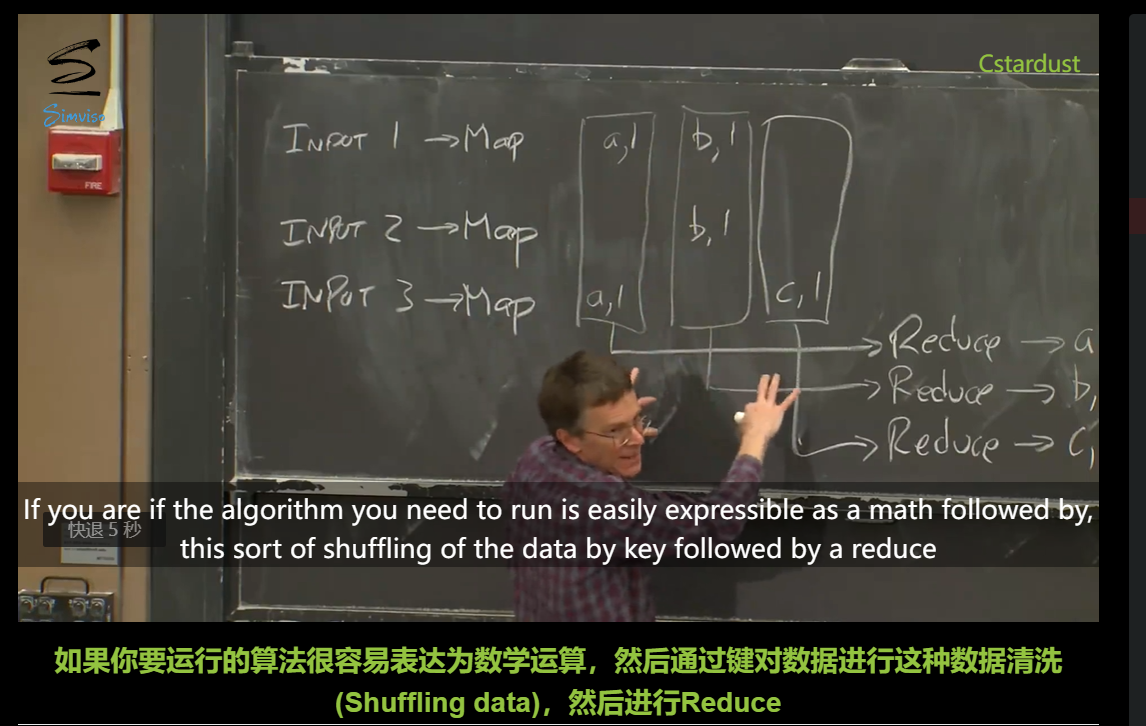 Cstardust
Simviso
FIRE
INPUT 1 → Map
a,1
b,1
INPUT 2 → Map
b,1
INPUT 3 → Map
a,1
c,1
Reduce → a
Reduce → b,
Reduce → c,
If you are if the algorithm you need to run is easily expressible as a math followed by,
快退 5 秒
this sort of shuffling of the data by key followed by a reduce
如果你要运行的算法很容易表达为数学运算，然后通过键对数据进行这种数据清洗
(Shuffling data)，然后进行Reduce